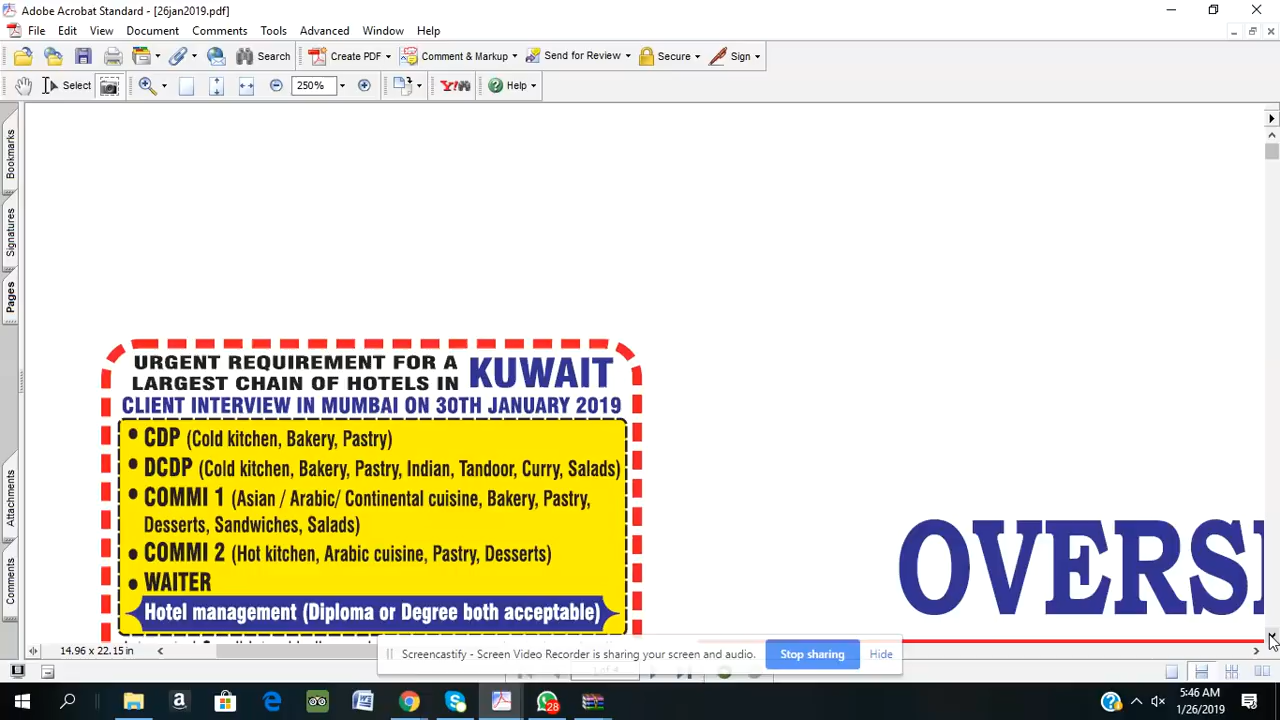 Adobe Acrobat Standard - [26jan2019.pdf]
File Edit View Document Comments Tools Advanced Window Help
Search Create PDF Comment & Markup Send for Review Secure Sign
Select 250% Y! Help
Bookmarks
Signatures
Pages
Attachments
Comments
URGENT REQUIREMENT FOR A
LARGEST CHAIN OF HOTELS IN KUWAIT
CLIENT INTERVIEW IN MUMBAI ON 30TH JANUARY 2019
• CDP (Cold kitchen, Bakery, Pastry)
• DCDP (Cold kitchen, Bakery, Pastry, Indian, Tandoor, Curry, Salads)
• COMMI 1 (Asian / Arabic/ Continental cuisine, Bakery, Pastry,
Desserts, Sandwiches, Salads)
• COMMI 2 (Hot kitchen, Arabic cuisine, Pastry, Desserts)
• WAITER
Hotel management (Diploma or Degree both acceptable)
14.96 x 22.15 in
Screencastify - Screen Video Recorder is sharing your screen and audio. Stop sharing Hide
28
5:46 AM
1/26/2019